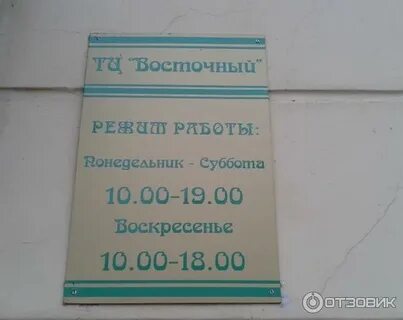 ТЦ "Восточный"
Режим работы:
Понедельник - Суббота
10.00-19.00
Воскресенье
10.00-18.00
ОТЗОВИК